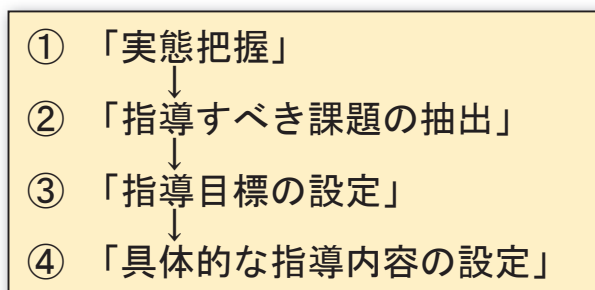 ① 「実態把握」
↓
② 「指導すべき課題の抽出」
↓
③ 「指導目標の設定」
↓
④ 「具体的な指導内容の設定」